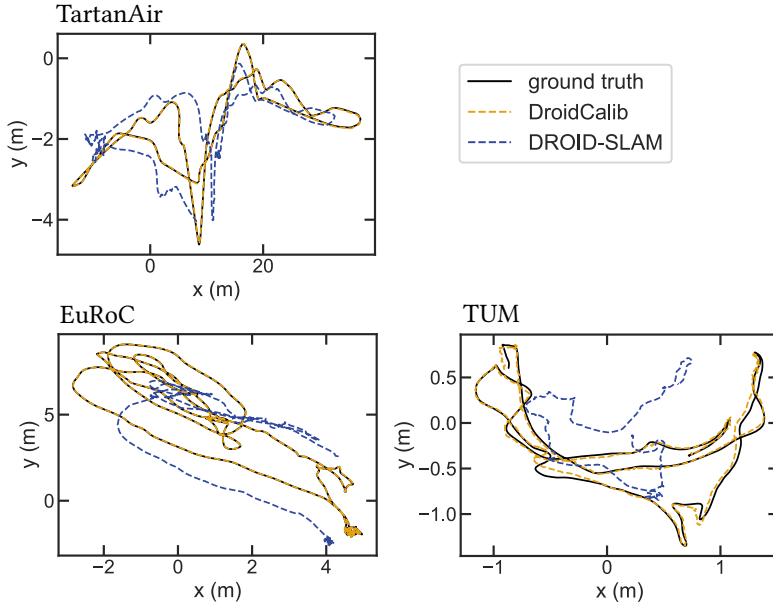 TartanAir
0
−2
−4
y (m)
0
20
x (m)
ground truth
DroidCalib
DROID-SLAM
EuRoC
5
0
y (m)
−2
0
2
4
x (m)
TUM
0.5
0.0
−0.5
−1.0
y (m)
−1
0
1
x (m)